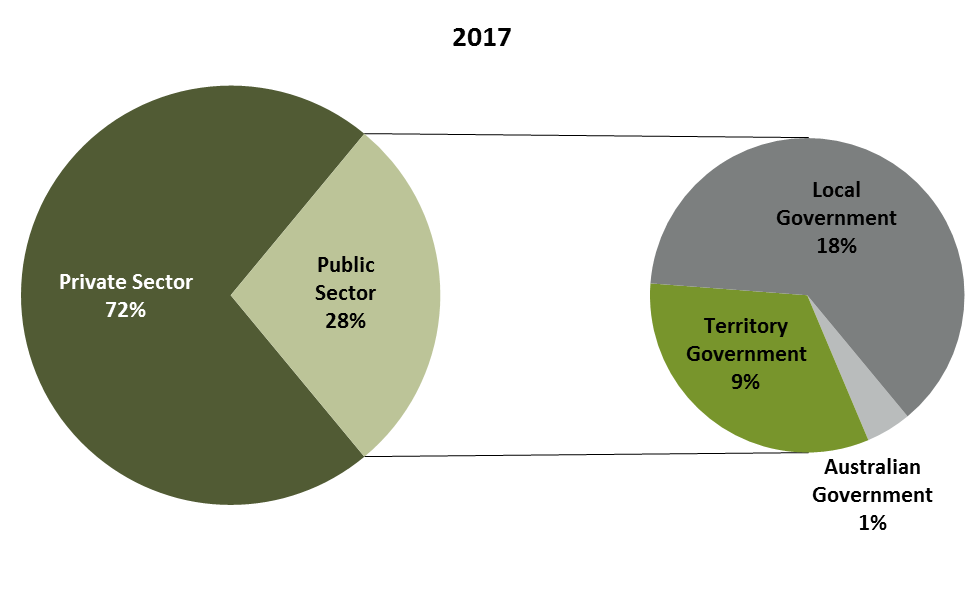 2017
Private Sector
72%
Public
Sector
28%
Local
Government
18%
Territory
Government
9%
Australian
Government
1%